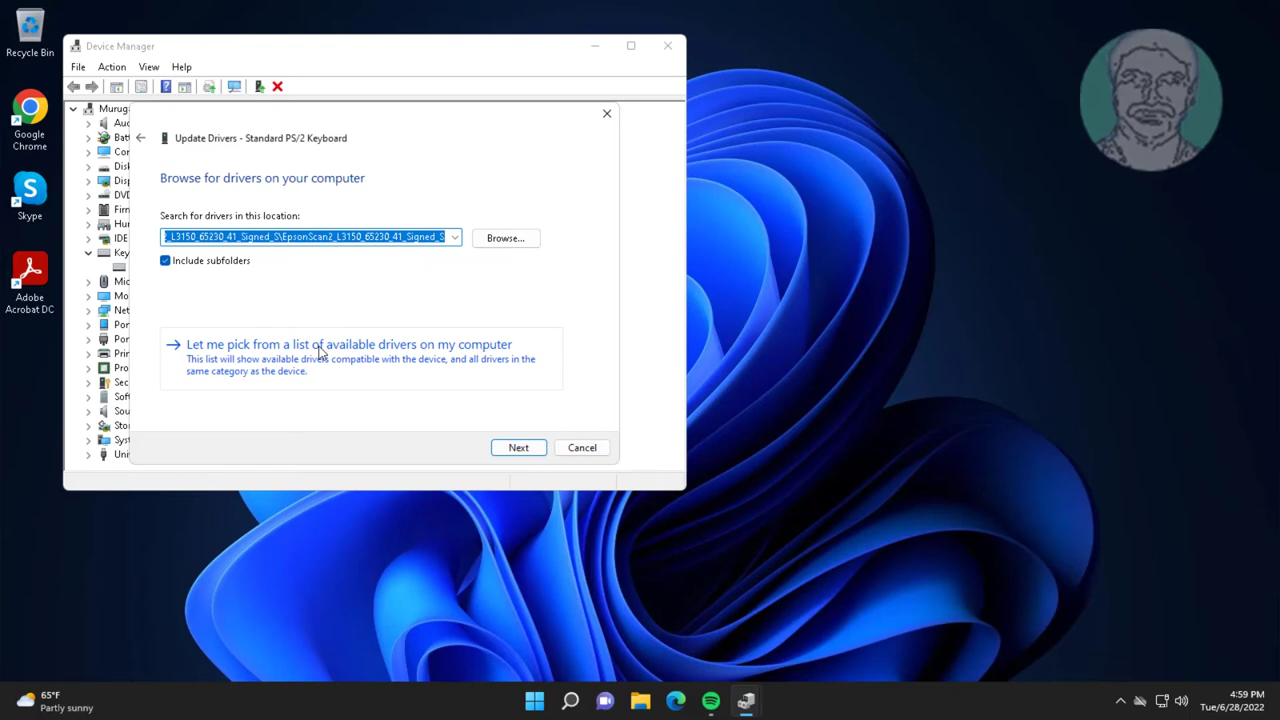 Recycle Bin
Google
Chrome
Skype
Adobe
Acrobat DC
Device Manager
File Action View Help
Update Drivers - Standard PS/2 Keyboard
Browse for drivers on your computer
Search for drivers in this location:
_L3150_65230_41_Signed_S\EpsonScan2_L3150_65230_41_Signed_S
Browse...
Include subfolders
Let me pick from a list of available drivers on my computer
This list will show available drivers compatible with the device, and all drivers in the
same category as the device.
Next Cancel
65°F
Partly sunny
4:59 PM
Tue/6/28/2022